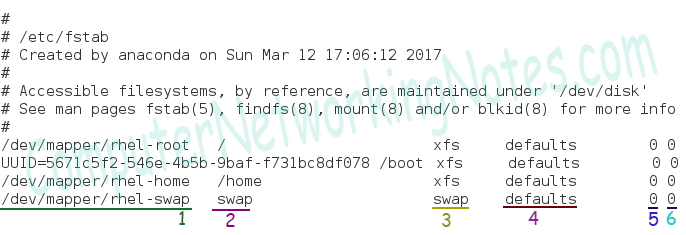 #
# /etc/fstab
# Created by anaconda on Sun Mar 12 17:06:12 2017
#
# Accessible filesystems, by reference, are maintained under '/dev/disk'
# See man pages fstab(5), findfs(8), mount(8) and/or blkid(8) for more info
#
/dev/mapper/rhel-root / xfs defaults 0 0
UUID=5671c5f2-546e-4b5b-9baf-f731bc8df078 /boot xfs defaults 0 0
/dev/mapper/rhel-home /home xfs defaults 0 0
/dev/mapper/rhel-swap swap swap defaults 0 0
1 2 3 4 5 6
ComputerNetworkingNotes.com